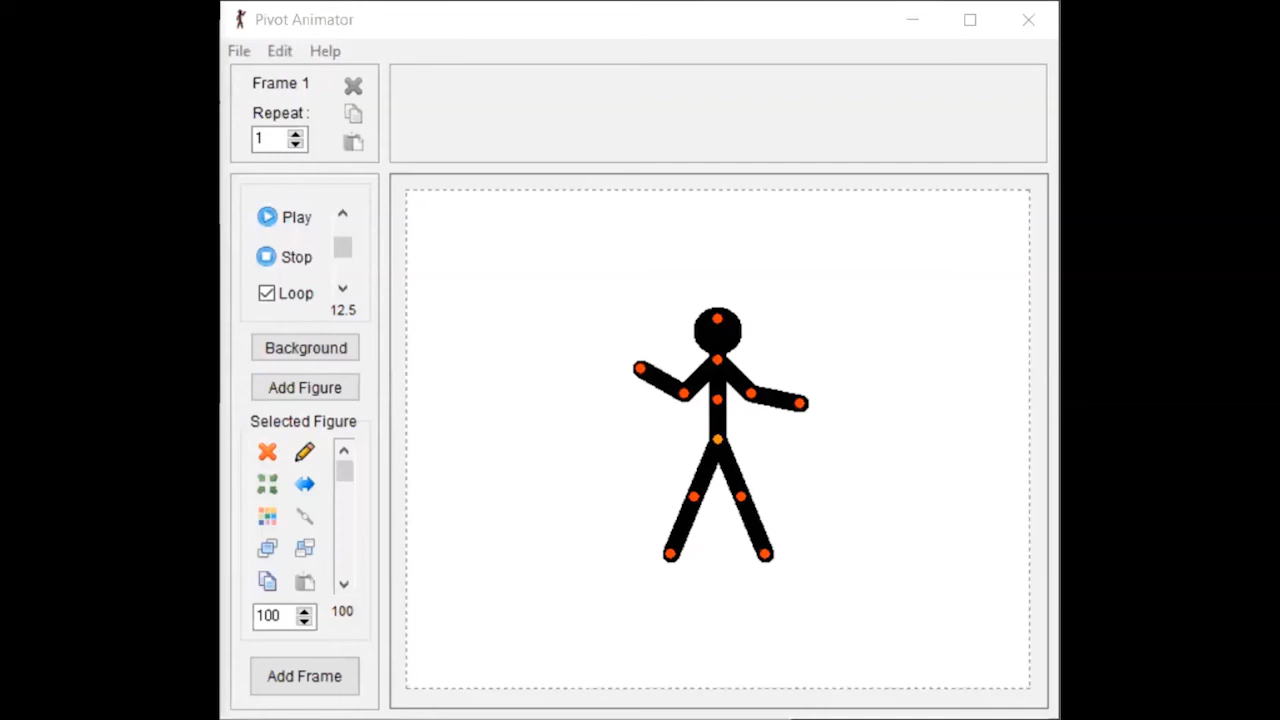 Pivot Animator
File Edit Help
Frame 1
Repeat :
1
Play
Stop
Loop
12.5
Background
Add Figure
Selected Figure
100
100
Add Frame